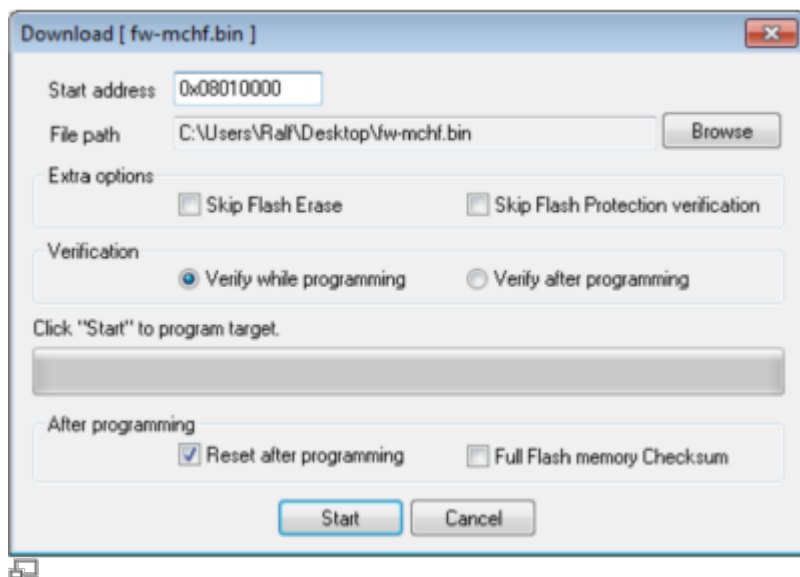 Download [ fw-mchf.bin ]
Start address 0x08010000
File path C:\Users\Ralf\Desktop\fw-mchf.bin Browse
Extra options
Skip Flash Erase Skip Flash Protection verification
Verification
Verify while programming Verify after programming
Click "Start" to program target.
After programming
Reset after programming Full Flash memory Checksum
Start Cancel